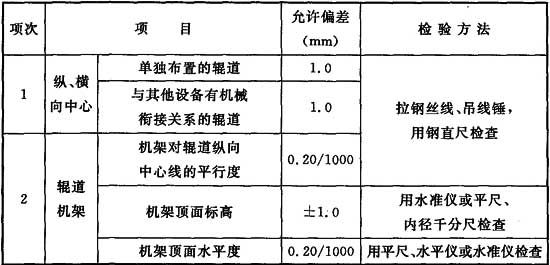 项次
项 目
允许偏差
（mm）
检 验 方 法
1
纵、横
向中心
单独布置的辊道
1.0
拉钢丝线、吊线锤，
用钢直尺检查
与其他设备有机械
衔接关系的辊道
1.0
2
辊道
机架
机架对辊道纵向
中心线的平行度
0.20/1000
机架顶面标高
±1.0
用水准仪或平尺、
内径千分尺检查
机架顶面水平度
0.20/1000
用平尺、水平仪或水准仪检查